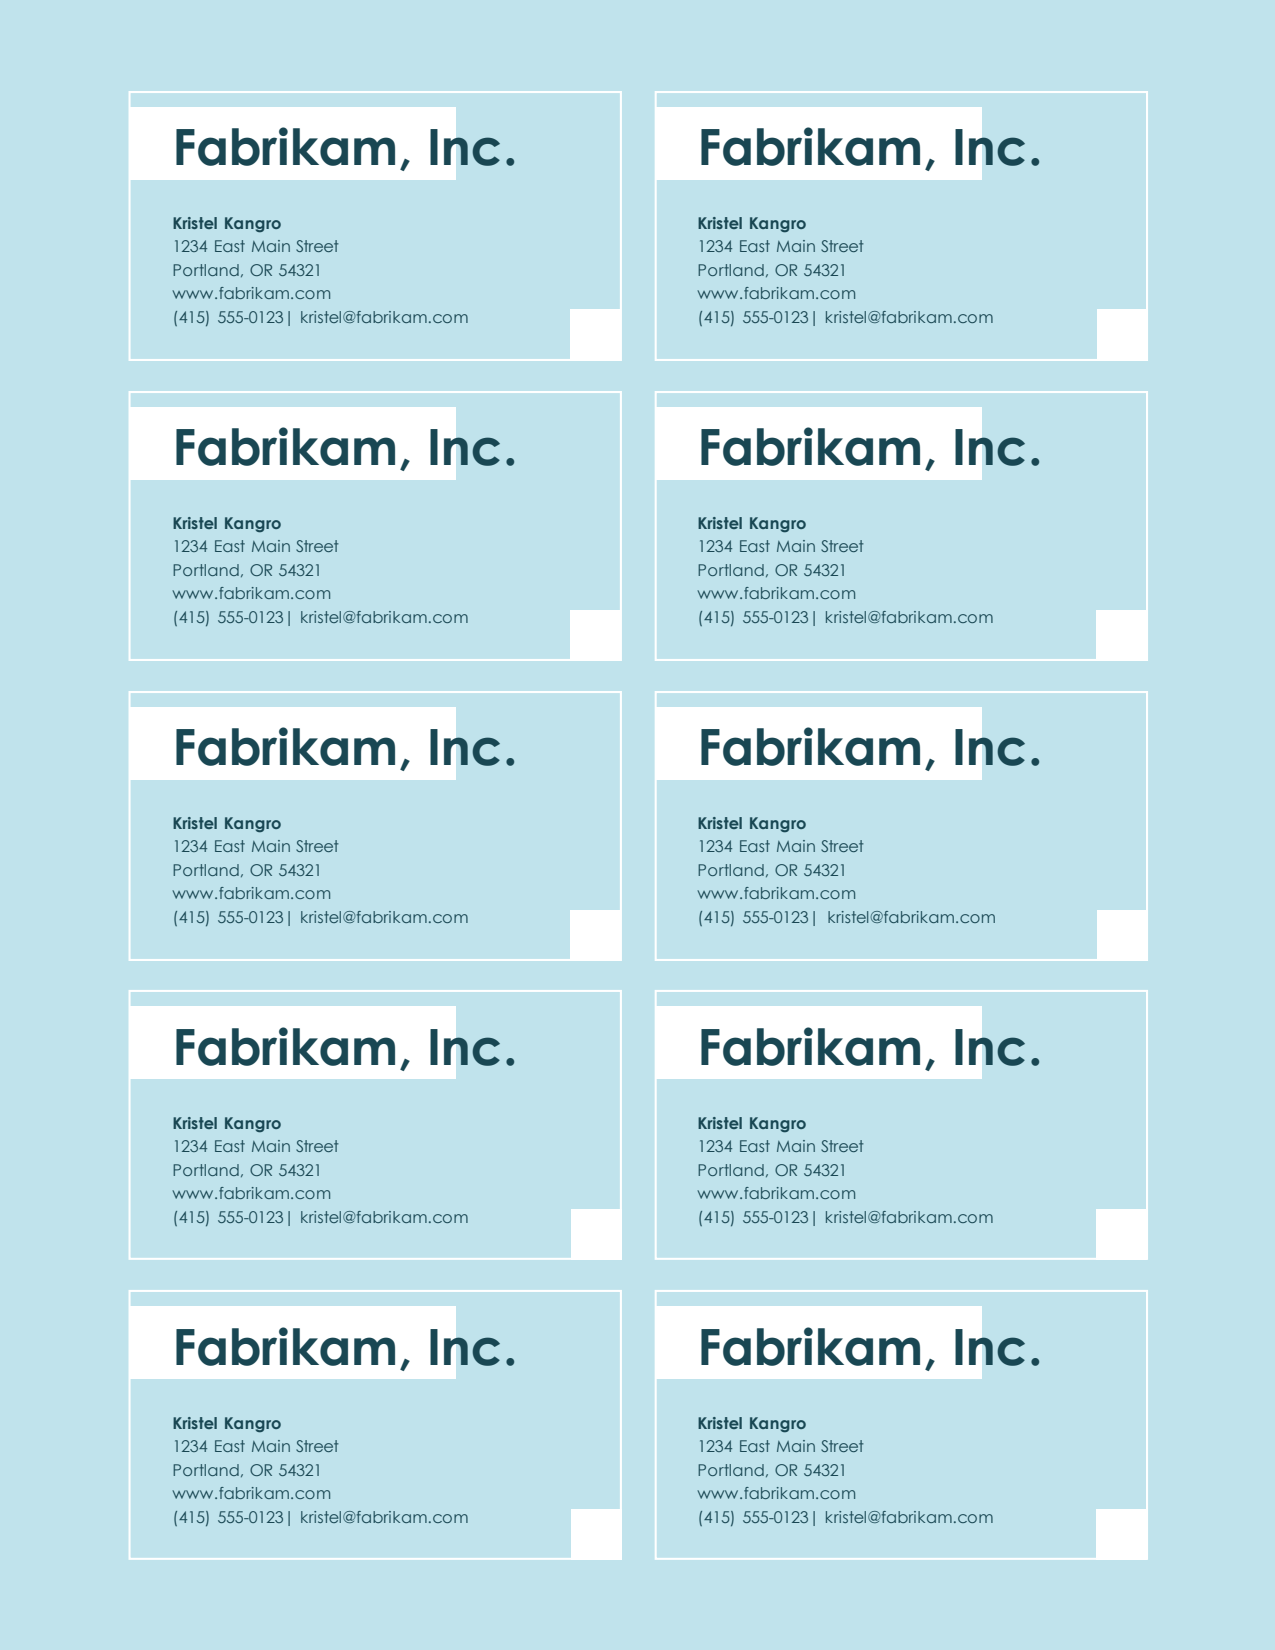 Fabrikam, Inc.
Kristel Kangro
1234 East Main Street
Portland, OR 54321
www.fabrikam.com
(415) 555-0123| kristel@fabrikam.com
Fabrikam, Inc.
Kristel Kangro
1234 East Main Street
Portland, OR 54321
www.fabrikam.com
(415) 555-0123| kristel@fabrikam.com
Fabrikam, Inc.
Kristel Kangro
1234 East Main Street
Portland, OR 54321
www.fabrikam.com
(415) 555-0123| kristel@fabrikam.com
Fabrikam, Inc.
Kristel Kangro
1234 East Main Street
Portland, OR 54321
www.fabrikam.com
(415) 555-0123| kristel@fabrikam.com
Fabrikam, Inc.
Kristel Kangro
1234 East Main Street
Portland, OR 54321
www.fabrikam.com
(415) 555-0123| kristel@fabrikam.com
Fabrikam, Inc.
Kristel Kangro
1234 East Main Street
Portland, OR 54321
www.fabrikam.com
(415) 555-0123| kristel@fabrikam.com
Fabrikam, Inc.
Kristel Kangro
1234 East Main Street
Portland, OR 54321
www.fabrikam.com
(415) 555-0123| kristel@fabrikam.com
Fabrikam, Inc.
Kristel Kangro
1234 East Main Street
Portland, OR 54321
www.fabrikam.com
(415) 555-0123| kristel@fabrikam.com
Fabrikam, Inc.
Kristel Kangro
1234 East Main Street
Portland, OR 54321
www.fabrikam.com
(415) 555-0123| kristel@fabrikam.com
Fabrikam, Inc.
Kristel Kangro
1234 East Main Street
Portland, OR 54321
www.fabrikam.com
(415) 555-0123| kristel@fabrikam.com